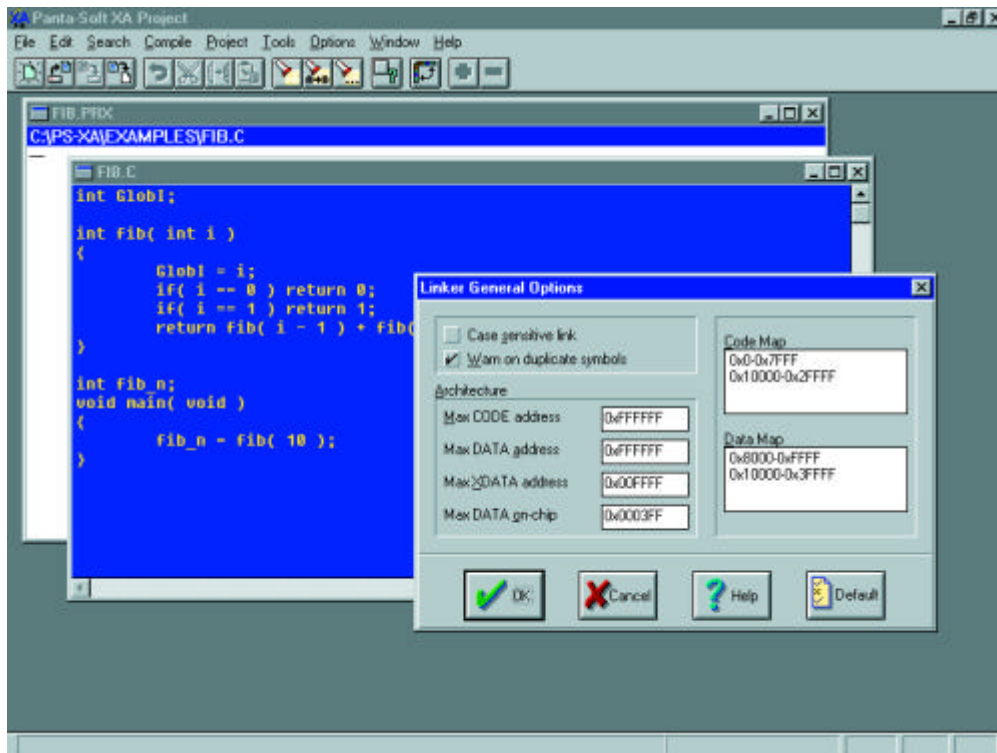 XA Panta-Soft XA Project
File Edit Search Compile Project Tools Options Window Help
FIB.PRX
C:\PS-XA\EXAMPLES\FIB.C
FIB.C
int GlobI;
int fib( int i )
{
GlobI = i;
if( i == 0 ) return 0;
if( i == 1 ) return 1;
return fib( i - 1 ) + fib(
}
int fib_n;
void main( void )
{
fib_n = fib( 10 );
}
Linker General Options
Case sensitive link
Warn on duplicate symbols
Architecture
Max CODE address 0xFFFFFF
Max DATA address 0xFFFFFF
Max XDATA address 0x00FFFF
Max DATA on-chip 0x0003FF
Code Map
0x0-0x7FFF
0x10000-0x2FFFF
Data Map
0x8000-0xFFFF
0x10000-0x3FFFF
OK
Cancel
Help
Default